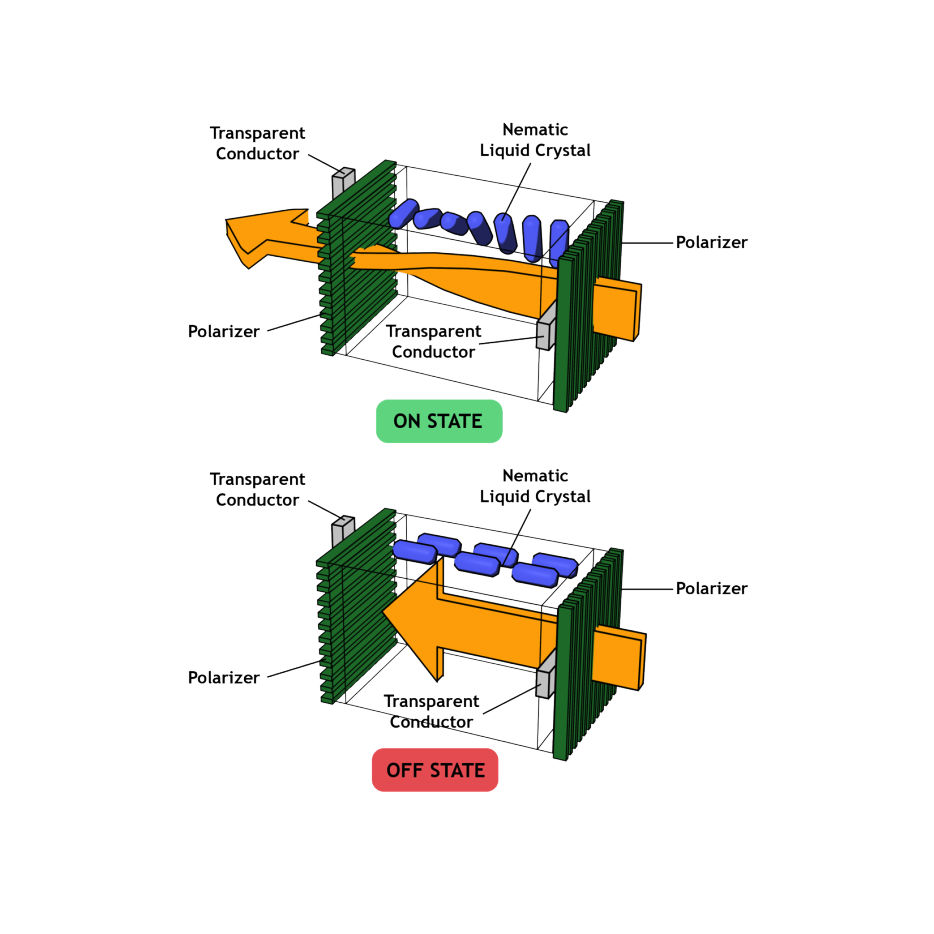 Transparent
Conductor
Nematic
Liquid Crystal
Polarizer
Polarizer
Transparent
Conductor
ON STATE
Transparent
Conductor
Nematic
Liquid Crystal
Polarizer
Polarizer
Transparent
Conductor
OFF STATE